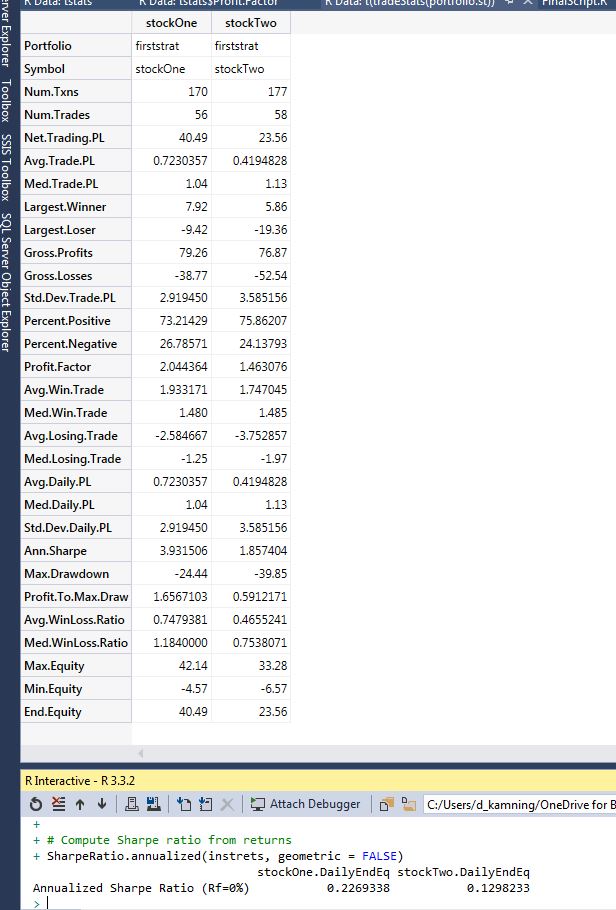 R Data: tstats R Data: tstats$Profit.Factor R Data: t(tradeStats(portfolio.st)) FinalScript.R
erver Explorer
Toolbox
SSIS Toolbox
SQL Server Object Explorer
stockOne stockTwo
Portfolio firststrat firststrat
Symbol stockOne stockTwo
Num.Txns 170 177
Num.Trades 56 58
Net.Trading.PL 40.49 23.56
Avg.Trade.PL 0.7230357 0.4194828
Med.Trade.PL 1.04 1.13
Largest.Winner 7.92 5.86
Largest.Loser -9.42 -19.36
Gross.Profits 79.26 76.87
Gross.Losses -38.77 -52.54
Std.Dev.Trade.PL 2.919450 3.585156
Percent.Positive 73.21429 75.86207
Percent.Negative 26.78571 24.13793
Profit.Factor 2.044364 1.463076
Avg.Win.Trade 1.933171 1.747045
Med.Win.Trade 1.480 1.485
Avg.Losing.Trade -2.584667 -3.752857
Med.Losing.Trade -1.25 -1.97
Avg.Daily.PL 0.7230357 0.4194828
Med.Daily.PL 1.04 1.13
Std.Dev.Daily.PL 2.919450 3.585156
Ann.Sharpe 3.931506 1.857404
Max.Drawdown -24.44 -39.85
Profit.To.Max.Draw 1.6567103 0.5912171
Avg.WinLoss.Ratio 0.7479381 0.4655241
Med.WinLoss.Ratio 1.1840000 0.7538071
Max.Equity 42.14 33.28
Min.Equity -4.57 -6.57
End.Equity 40.49 23.56
R Interactive - R 3.3.2
Attach Debugger C:/Users/d_kamning/OneDrive for B
+
+ # Compute Sharpe ratio from returns
+ SharpeRatio.annualized(instrets, geometric = FALSE)
stockOne.DailyEndEq stockTwo.DailyEndEq
Annualized Sharpe Ratio (Rf=0%) 0.2269338 0.1298233
>